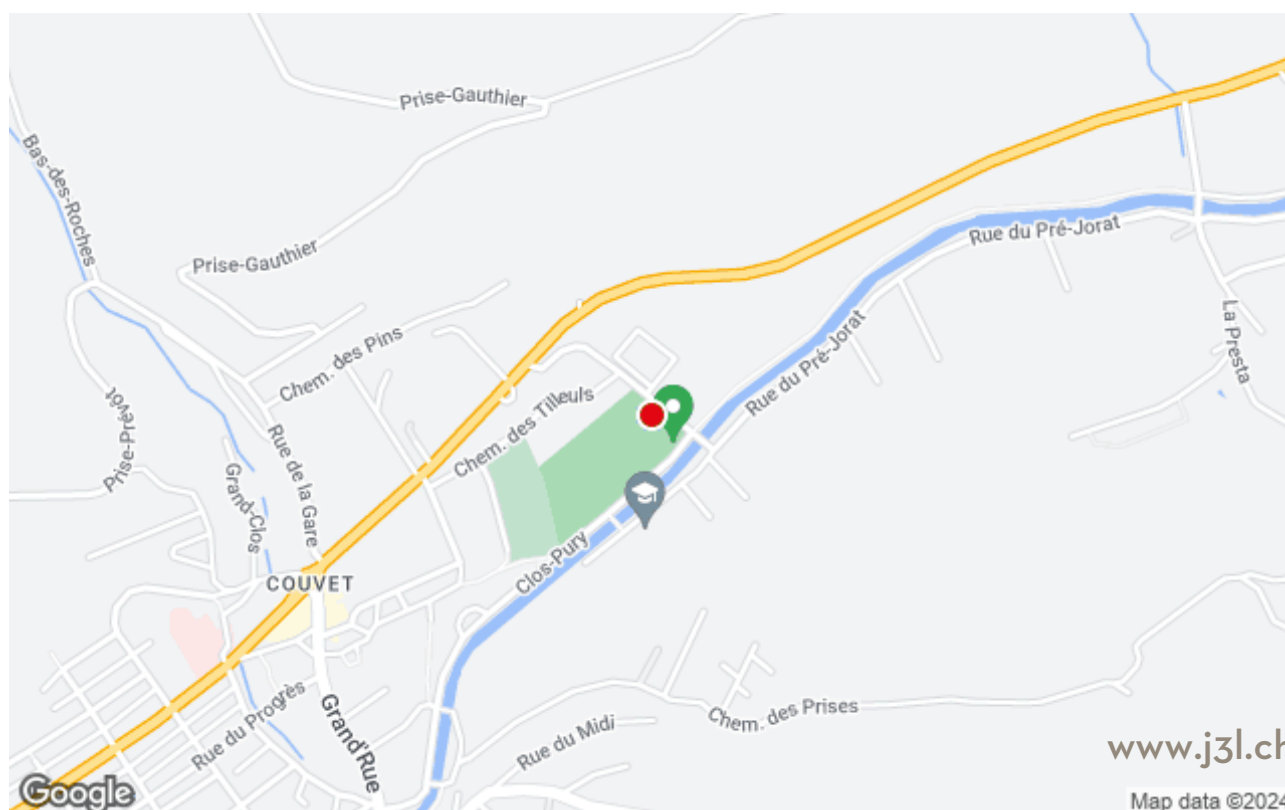 Prise-Gauthier
Bas-des-Roches
Rue du Pré-Jorat
Prise-Gauthier
La Presta
Chem. des Pins
Rue du Pré-Jorat
Prise-Prévôt
Chem. des Tilleuls
Rue de la Gare
Grand-Clos
Clos-Pury
COUVET
Rue du Progrès
Grand'Rue
Chem. des Prises
Rue du Midi
www.j3l.ch
Google
Map data ©2024